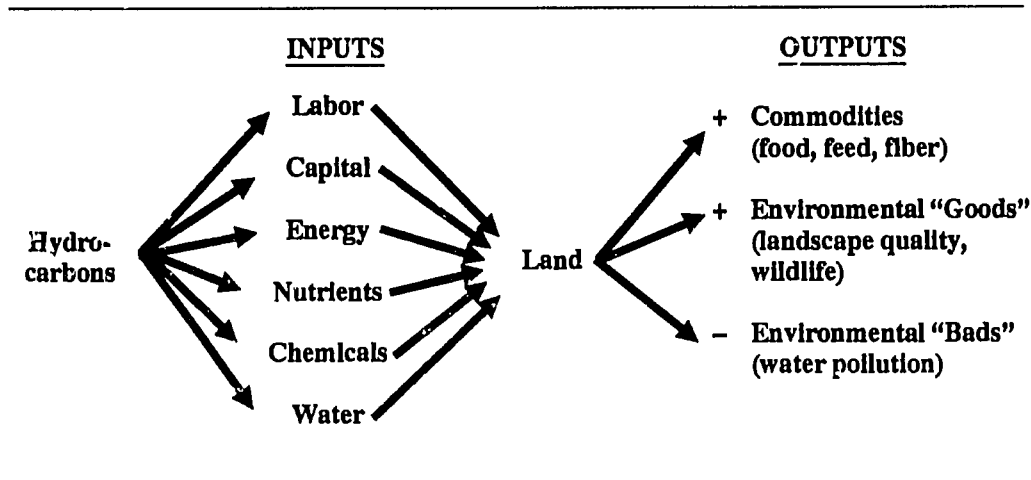 INPUTS
OUTPUTS
Labor
Capital
Energy
Nutrients
Chemicals
Water
Hydro-
carbons
Land
+ Commodities
(food, feed, fiber)
+ Environmental “Goods”
(landscape quality,
wildlife)
– Environmental “Bads”
(water pollution)